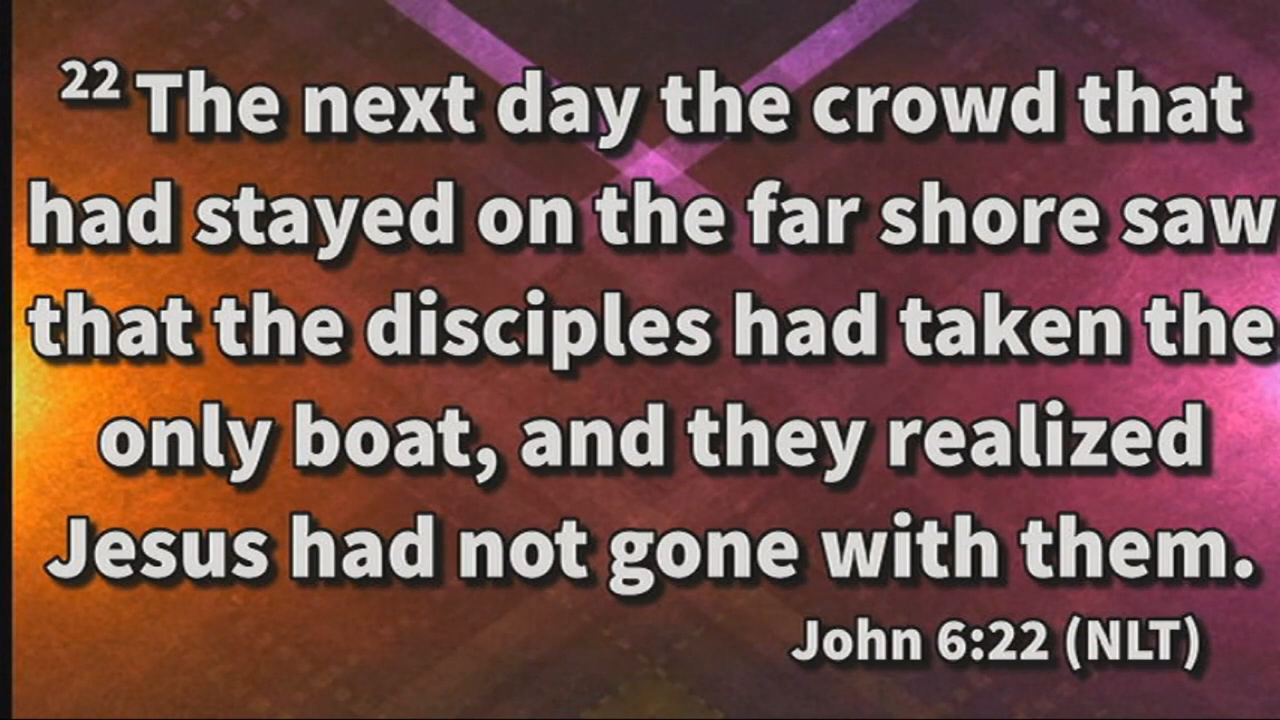 22 The next day the crowd that
had stayed on the far shore saw
that the disciples had taken the
only boat, and they realized
Jesus had not gone with them.
John 6:22 (NLT)